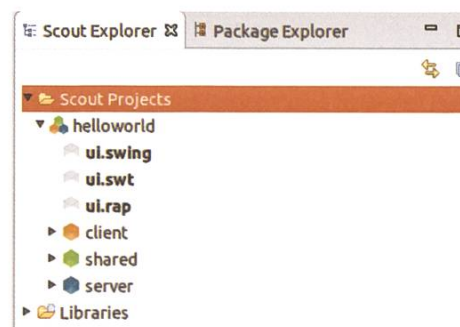 Scout Explorer Package Explorer
Scout Projects
helloworld
ui.swing
ui.swt
ui.rap
client
shared
server
Libraries